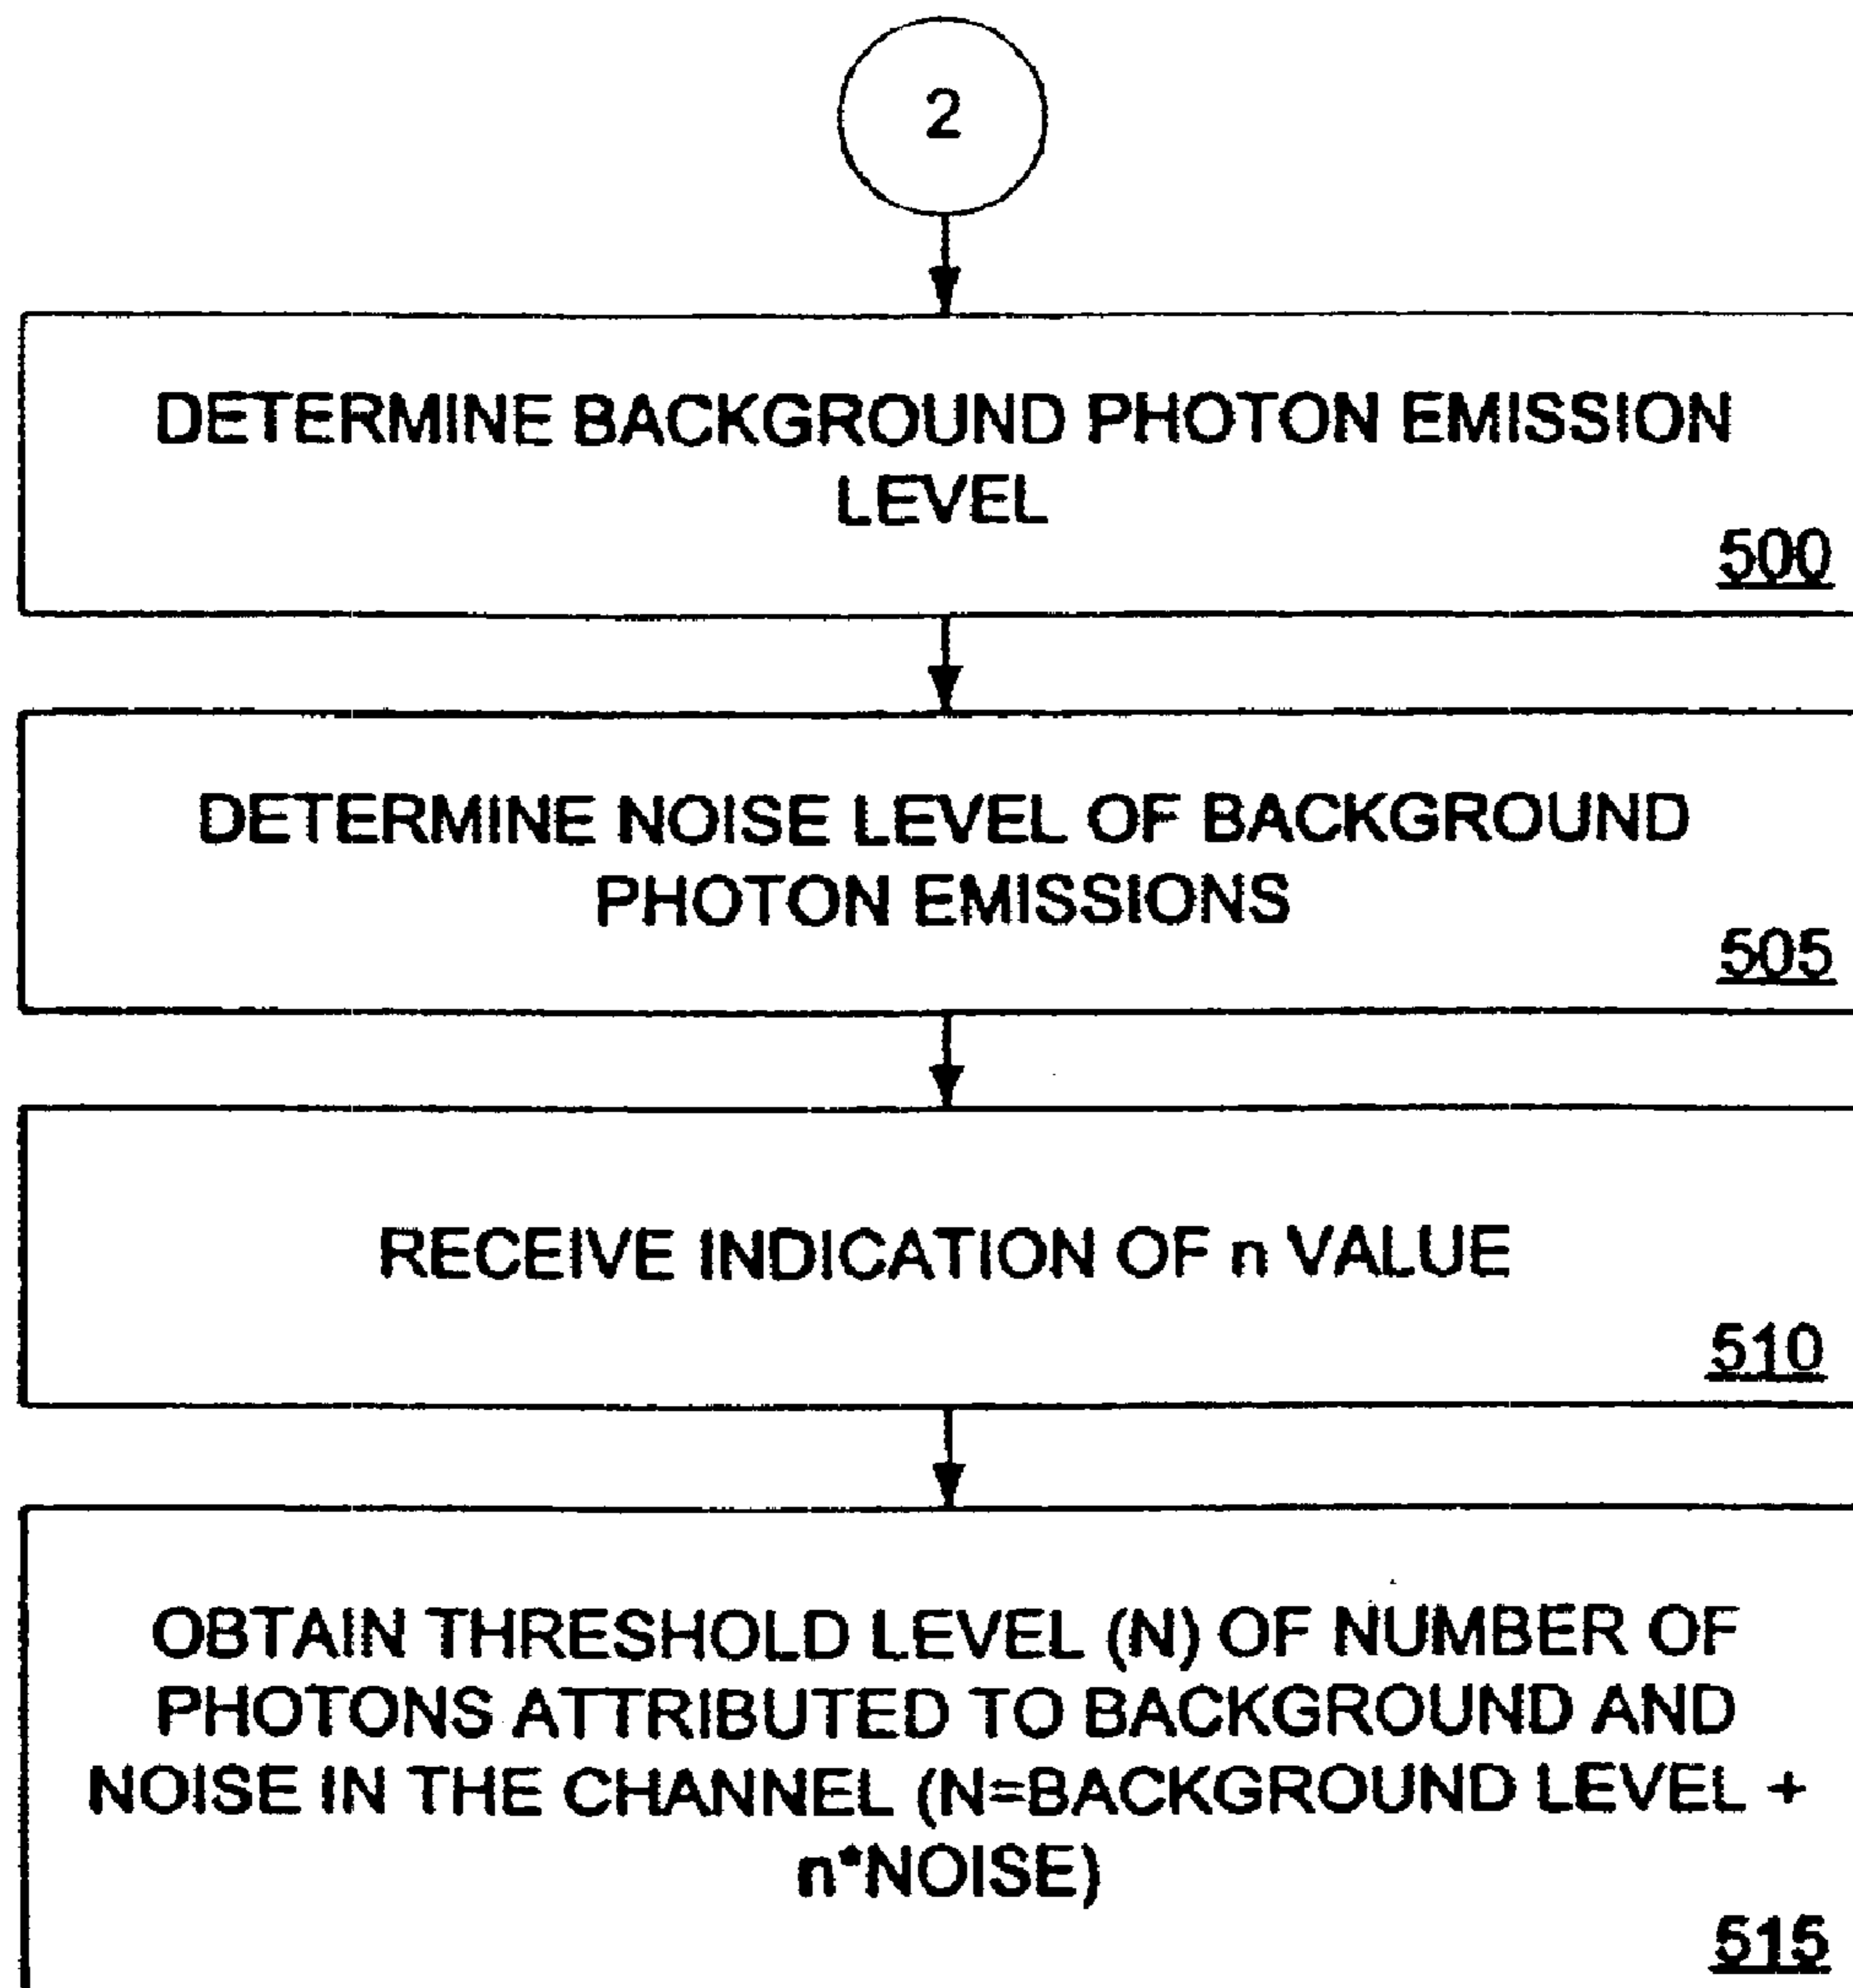 2
DETERMINE BACKGROUND PHOTON EMISSION
LEVEL
500
DETERMINE NOISE LEVEL OF BACKGROUND
PHOTON EMISSIONS
505
RECEIVE INDICATION OF n VALUE
510
OBTAIN THRESHOLD LEVEL (N) OF NUMBER OF
PHOTONS ATTRIBUTED TO BACKGROUND AND
NOISE IN THE CHANNEL (N=BACKGROUND LEVEL +
n*NOISE)
515